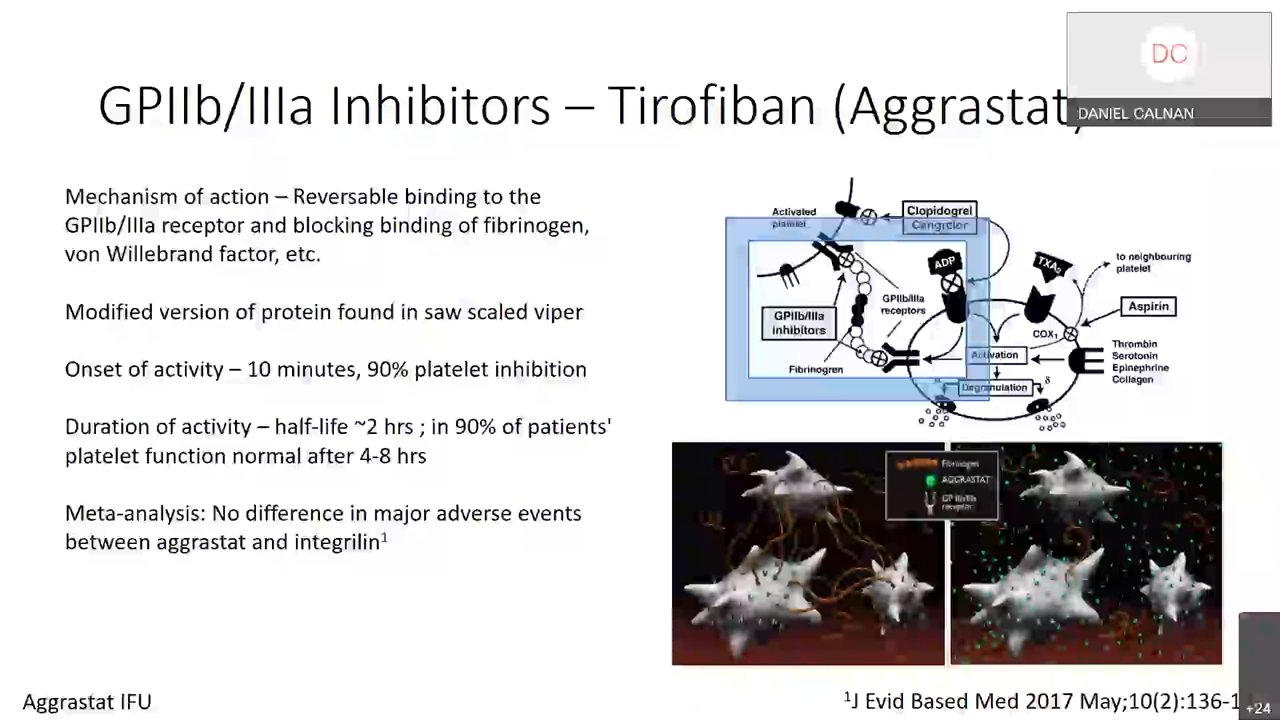 GPIIb/IIIa Inhibitors – Tirofiban (Aggrastat)
DC
DANIEL CALNAN
Mechanism of action – Reversable binding to the
GPIIb/IIIa receptor and blocking binding of fibrinogen,
von Willebrand factor, etc.
Modified version of protein found in saw scaled viper
Onset of activity – 10 minutes, 90% platelet inhibition
Duration of activity – half-life ~2 hrs ; in 90% of patients'
platelet function normal after 4-8 hrs
Meta-analysis: No difference in major adverse events
between aggrastat and integrilin¹
Activated
platelet
Clopidogrel
Cangrelor
ADP
TXA₂
to neighbouring
platelet
GPIIb/IIIa
receptors
GPIIb/IIIa
inhibitors
Aspirin
COX₁
Fibrinogen
Activation
Thrombin
Serotonin
Epinephrine
Collagen
Degranulation
α
δ
Fibrinogen
AGGRASTAT
GP IIb/IIIa
receptor
Aggrastat IFU
¹J Evid Based Med 2017 May;10(2):136-1
+24